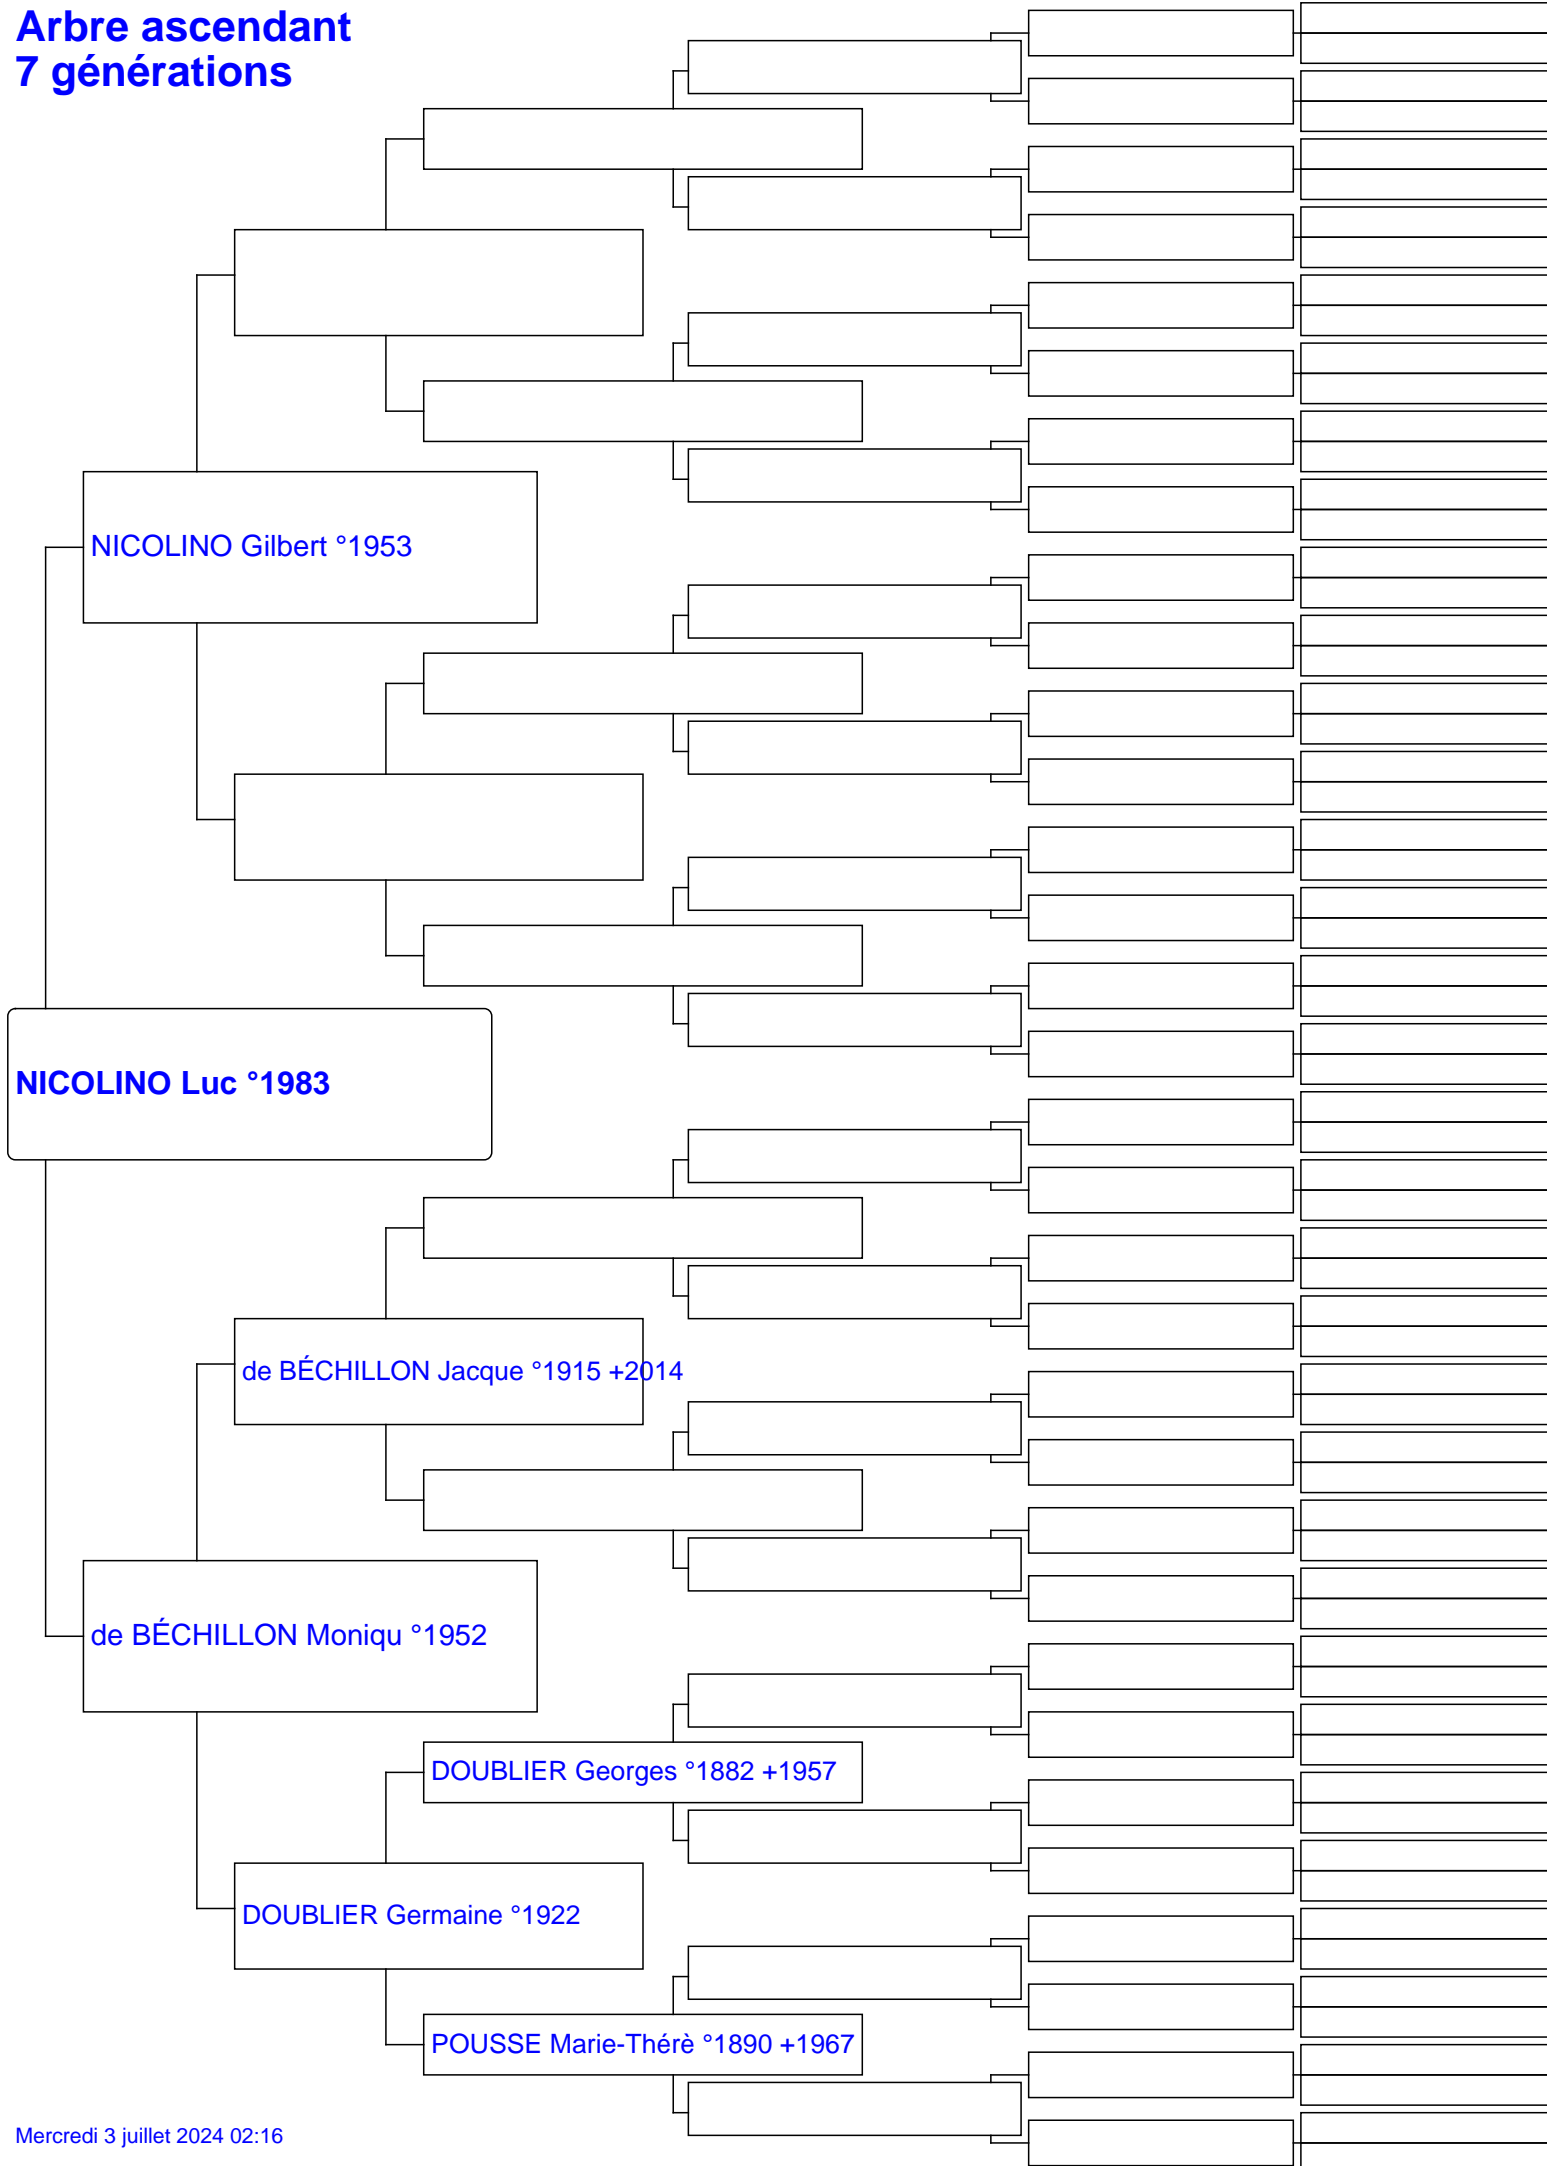 Arbre ascendant
7 générations
NICOLINO Gilbert °1953
NICOLINO Luc °1983
de BÉCHILLON Jacque °1915 +2014
de BÉCHILLON Moniqu °1952
DOUBLIER Georges °1882 +1957
DOUBLIER Germaine °1922
POUSSE Marie-Thérè °1890 +1967
Mercredi 3 juillet 2024 02:16